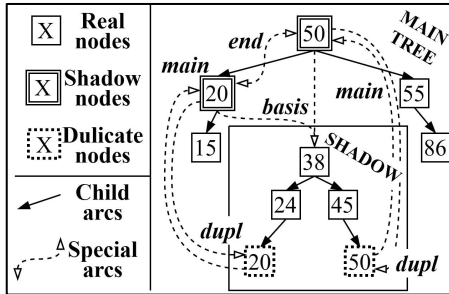 X
Real
nodes
X
Shadow
nodes
X
Dulicate
nodes
Child
arcs
Special
arcs
50
MAIN
TREE
end
main
20
55
main
basis
15
86
SHADOW
38
24
45
dupl
20
50
dupl